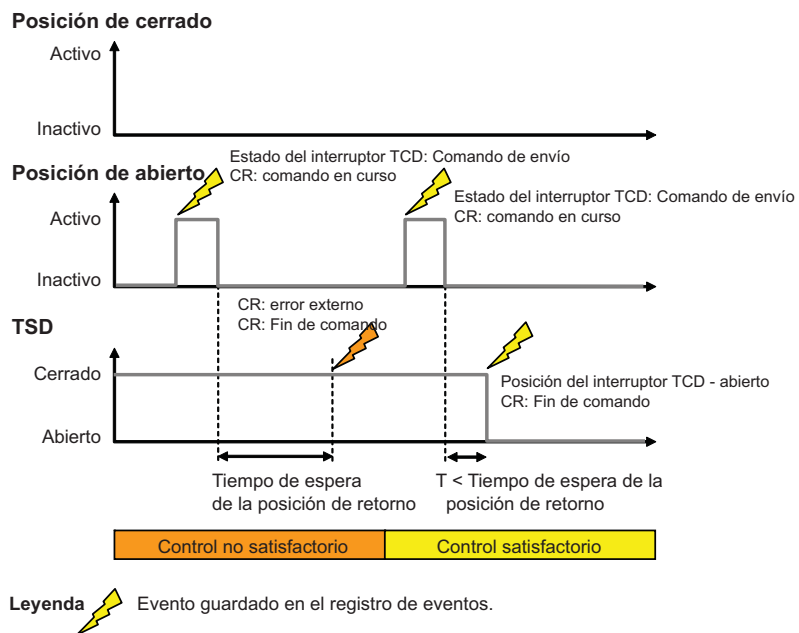 Posición de cerrado
Activo
Inactivo
Posición de abierto
Estado del interruptor TCD: Comando de envío
CR: comando en curso
Estado del interruptor TCD: Comando de envío
CR: comando en curso
Activo
Inactivo
CR: error externo
CR: Fin de comando
TSD
Cerrado
Posición del interruptor TCD - abierto
CR: Fin de comando
Abierto
Tiempo de espera
de la posición de retorno
T < Tiempo de espera de la
posición de retorno
Control no satisfactorio
Control satisfactorio
Leyenda
Evento guardado en el registro de eventos.